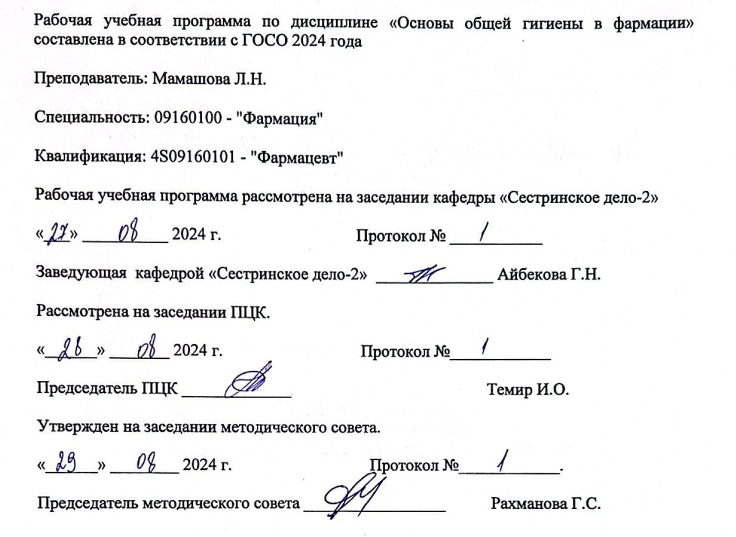 Рабочая учебная программа по дисциплине «Основы общей гигиены в фармации»
составлена в соответствии с ГОСО 2024 года
Преподаватель: Мамашова Л.Н.
Специальность: 09160100 - "Фармация"
Квалификация: 4S09160101 - "Фармацевт"
Рабочая учебная программа рассмотрена на заседании кафедры «Сестринское дело-2»
«27» 08 2024 г. Протокол № 1
Заведующая кафедрой «Сестринское дело-2» Айбекова Г.Н.
Рассмотрена на заседании ПЦК.
«28» 08 2024 г. Протокол № 1
Председатель ПЦК Темир И.О.
Утвержден на заседании методического совета.
«29» 08 2024 г. Протокол № 1.
Председатель методического совета Рахманова Г.С.